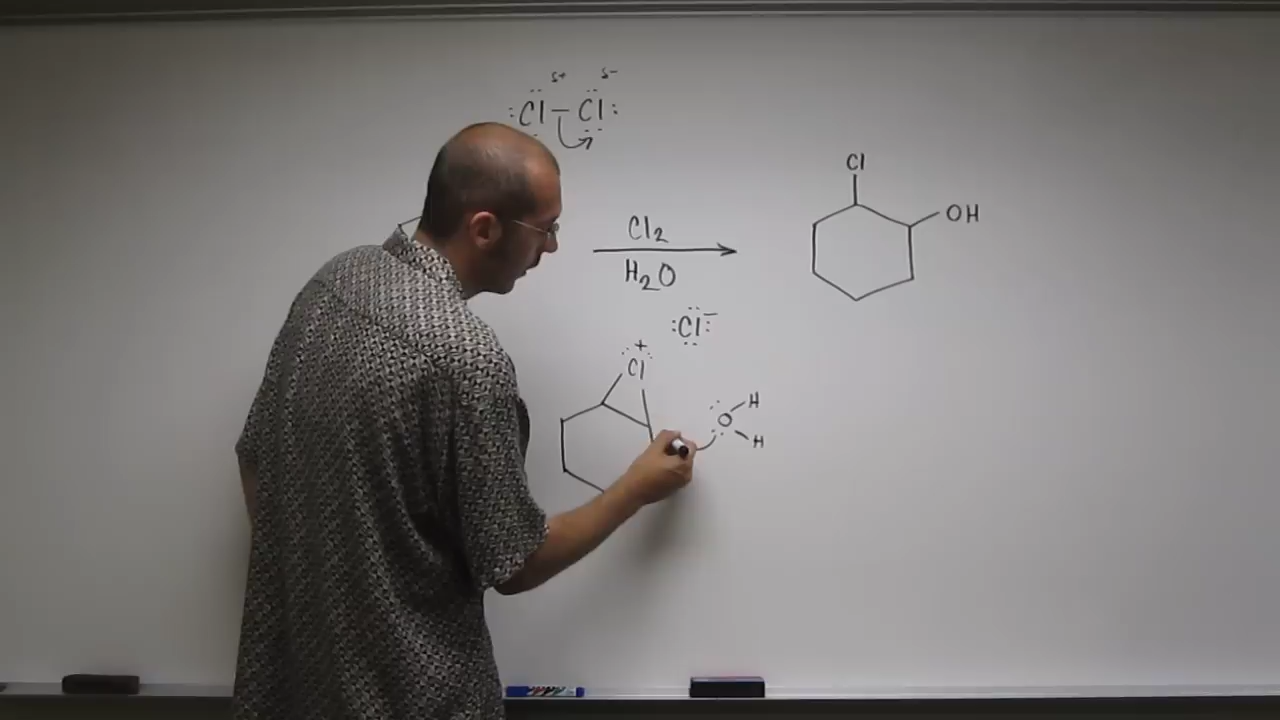 δ+ δ-
:Cl – Cl:
Cl
OH
Cl2
H2O
:Cl:–
+
Cl
O
H
H